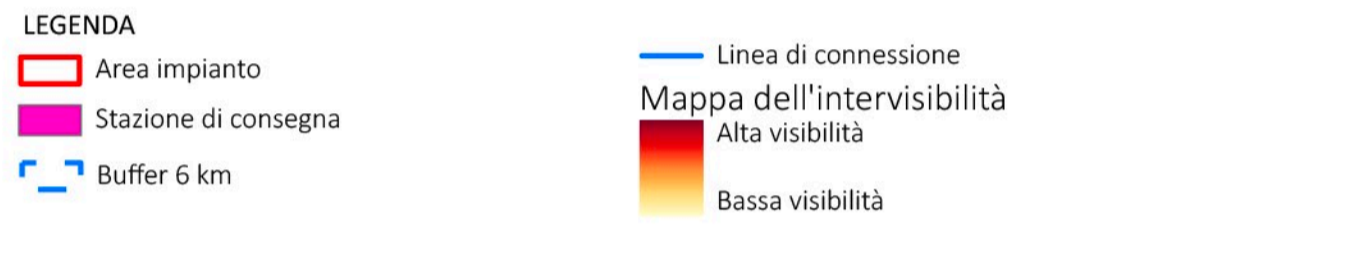 LEGENDA
Area impianto
Stazione di consegna
Buffer 6 km
Linea di connessione
Mappa dell'intervisibilità
Alta visibilità
Bassa visibilità